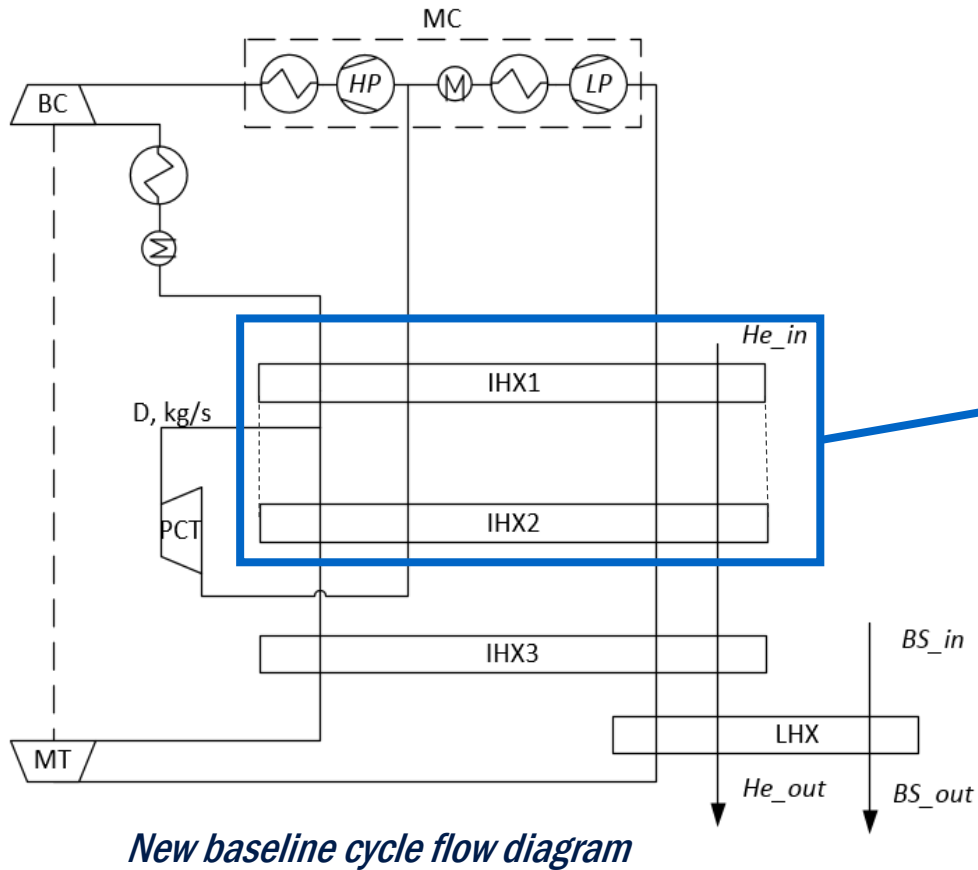 MC
HP
M
LP
BC
M
He_in
IHX1
D, kg/s
PCT
IHX2
IHX3
BS_in
LHX
MT
He_out
BS_out
New baseline cycle flow diagram